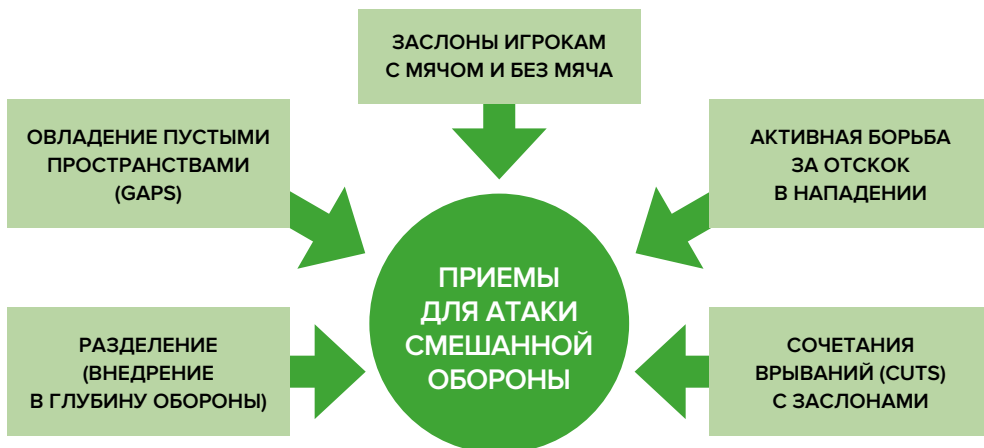 ЗАСЛОНЫ ИГРОКАМ
С МЯЧОМ И БЕЗ МЯЧА
ОВЛАДЕНИЕ ПУСТЫМИ
ПРОСТРАНСТВАМИ
(GAPS)
АКТИВНАЯ БОРЬБА
ЗА ОТСКОК
В НАПАДЕНИИ
ПРИЕМЫ
ДЛЯ АТАКИ
СМЕШАННОЙ
ОБОРОНЫ
РАЗДЕЛЕНИЕ
(ВНЕДРЕНИЕ
В ГЛУБИНУ ОБОРОНЫ)
СОЧЕТАНИЯ
ВРЫВАНИЙ (CUTS)
С ЗАСЛОНАМИ